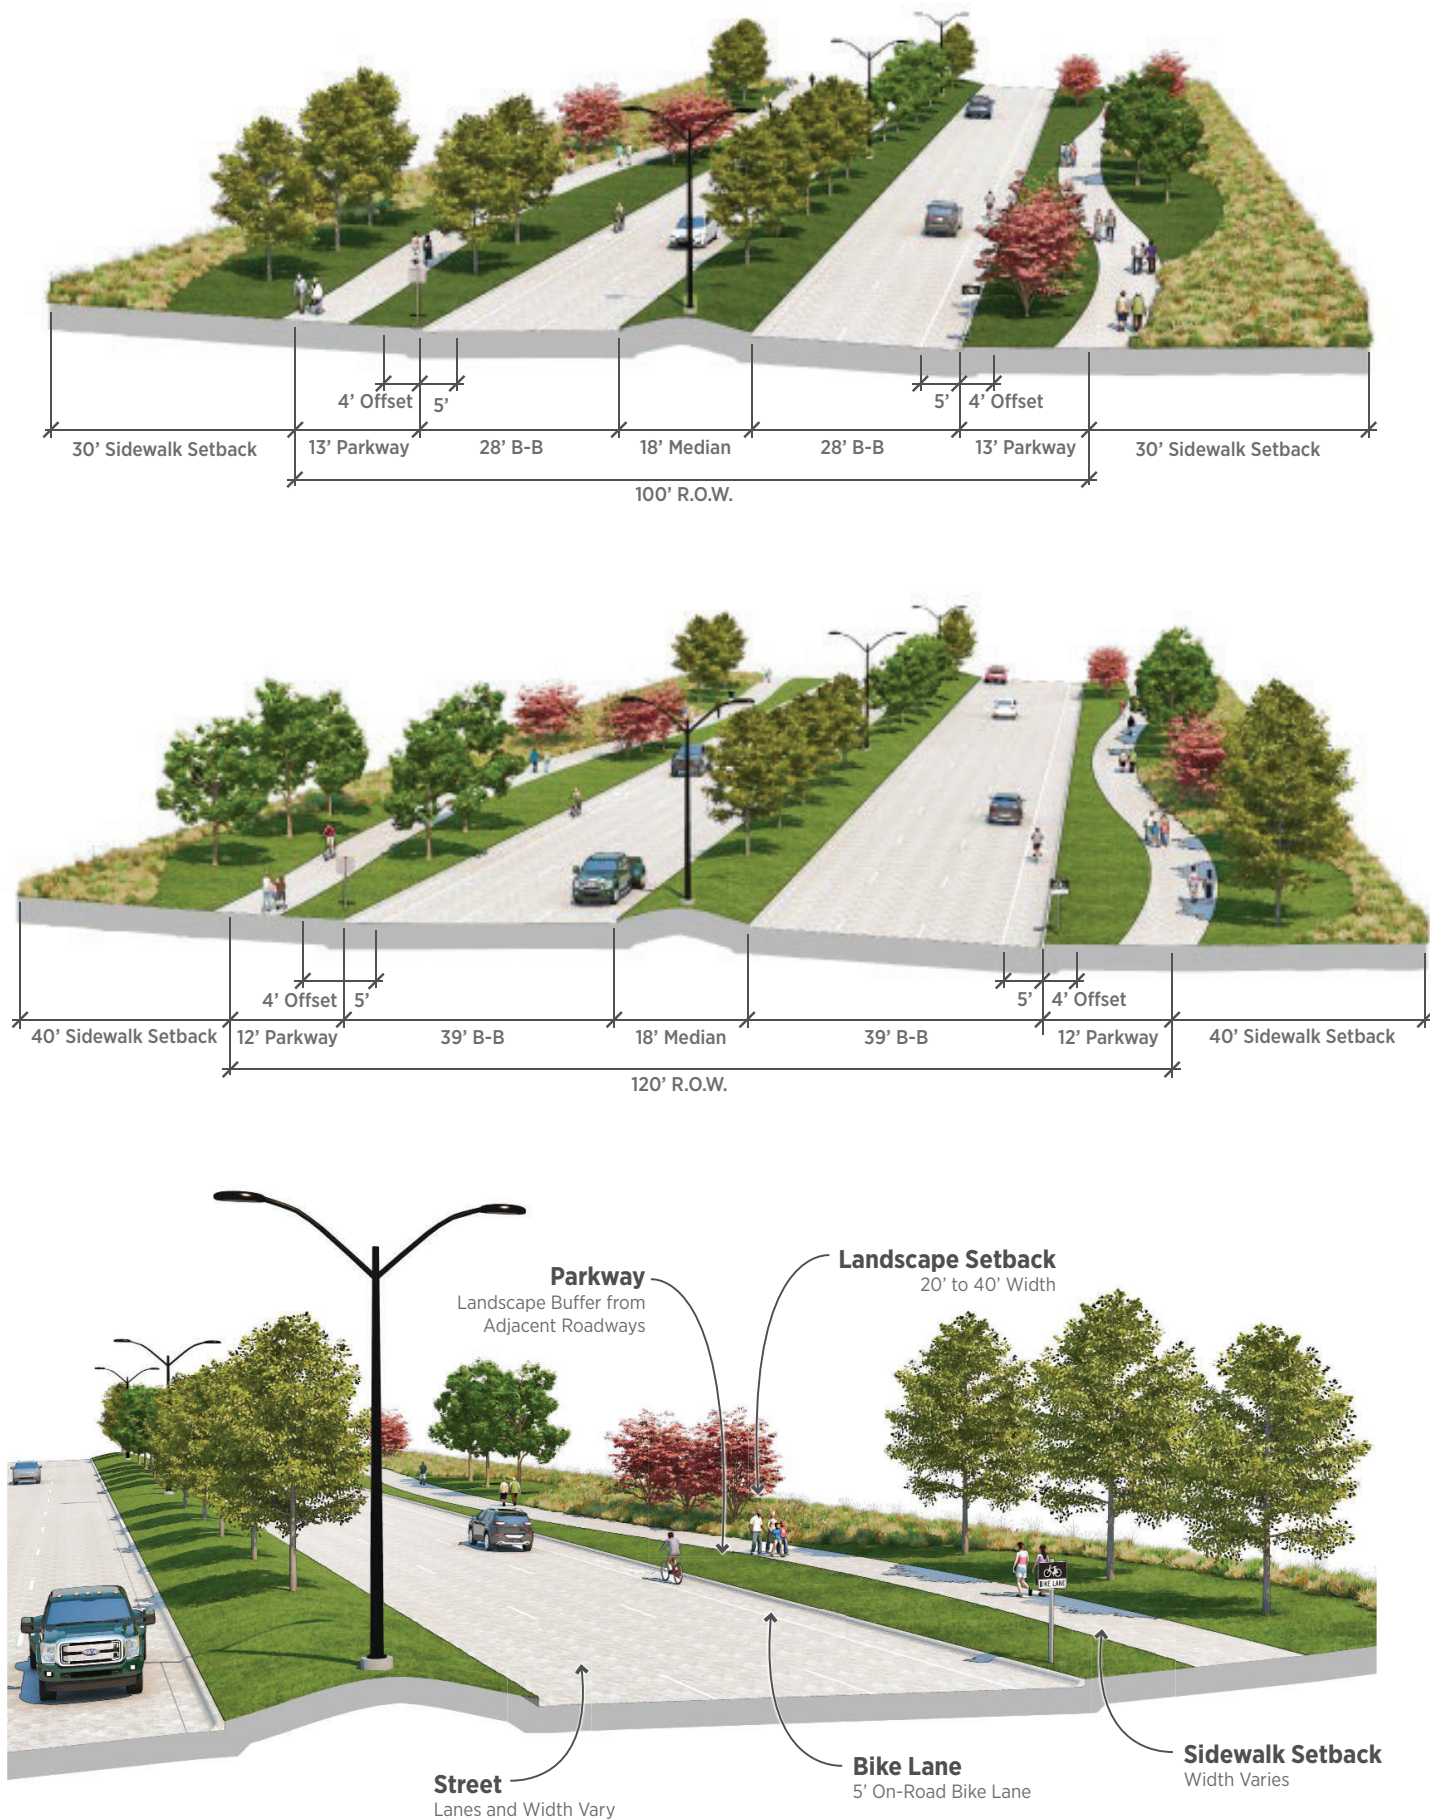 4’ Offset
5’
5’
4’ Offset
30’ Sidewalk Setback
13’ Parkway
28’ B-B
18’ Median
28’ B-B
13’ Parkway
30’ Sidewalk Setback
100’ R.O.W.
4’ Offset
5’
5’
4’ Offset
40’ Sidewalk Setback
12’ Parkway
39’ B-B
18’ Median
39’ B-B
12’ Parkway
40’ Sidewalk Setback
120’ R.O.W.
Landscape Setback
20’ to 40’ Width
Parkway
Landscape Buffer from
Adjacent Roadways
BIKE LANE
Sidewalk Setback
Width Varies
Bike Lane
5’ On-Road Bike Lane
Street
Lanes and Width Vary